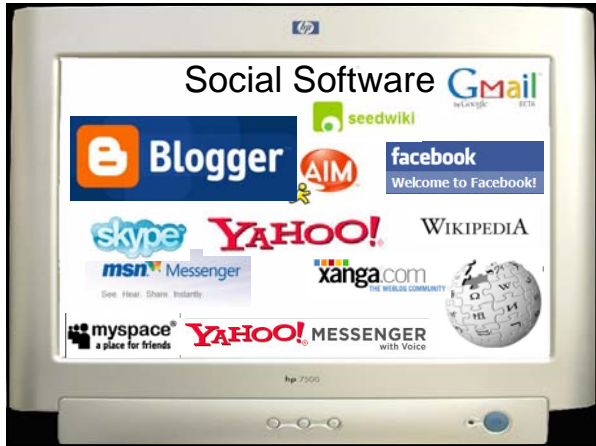 hp
Social Software
GMail
by Google BETA
seedwiki
Blogger
AIM
facebook
Welcome to Facebook!
skype
YAHOO!
WIKIPEDIA
msn Messenger
See Hear Share Instantly
xanga.com
THE WEBLOG COMMUNITY
myspace®
a place for friends
YAHOO! MESSENGER
with Voice
hp 7500